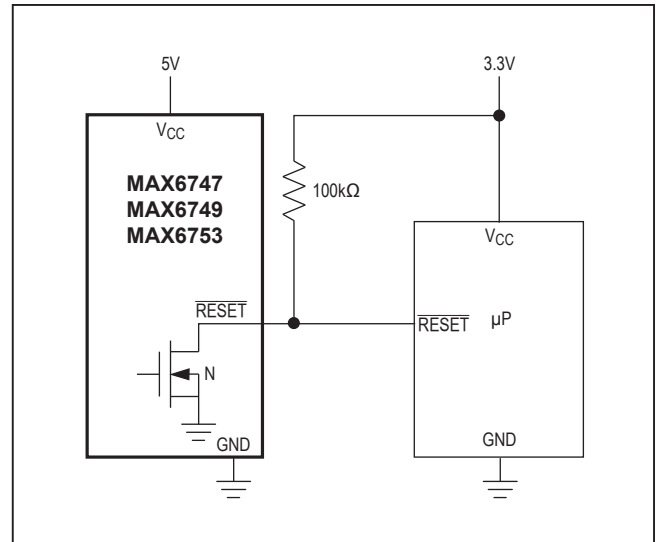 5V
3.3V
VCC
MAX6747
MAX6749
MAX6753
100kΩ
VCC
RESET
RESET
µP
N
GND
GND